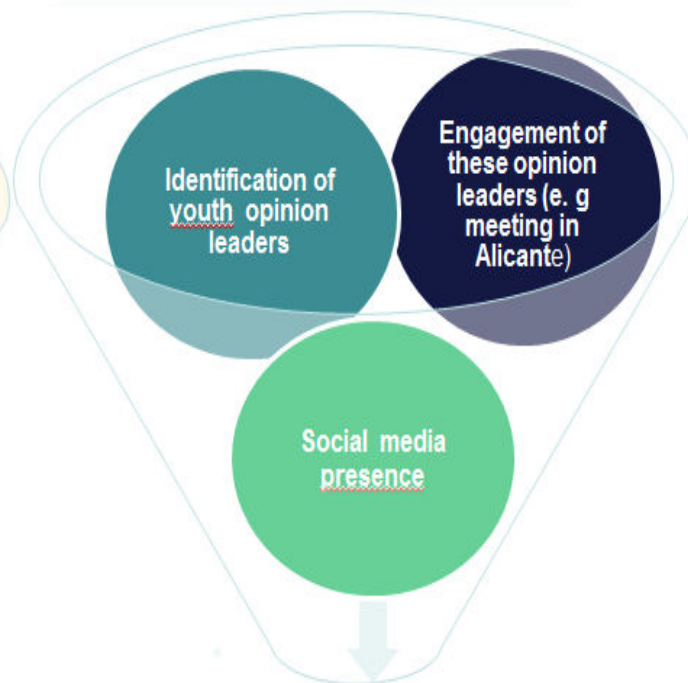 Identification of
youth opinion
leaders
Engagement of
these opinion
leaders (e. g
meeting in
Alicante)
Social media
presence